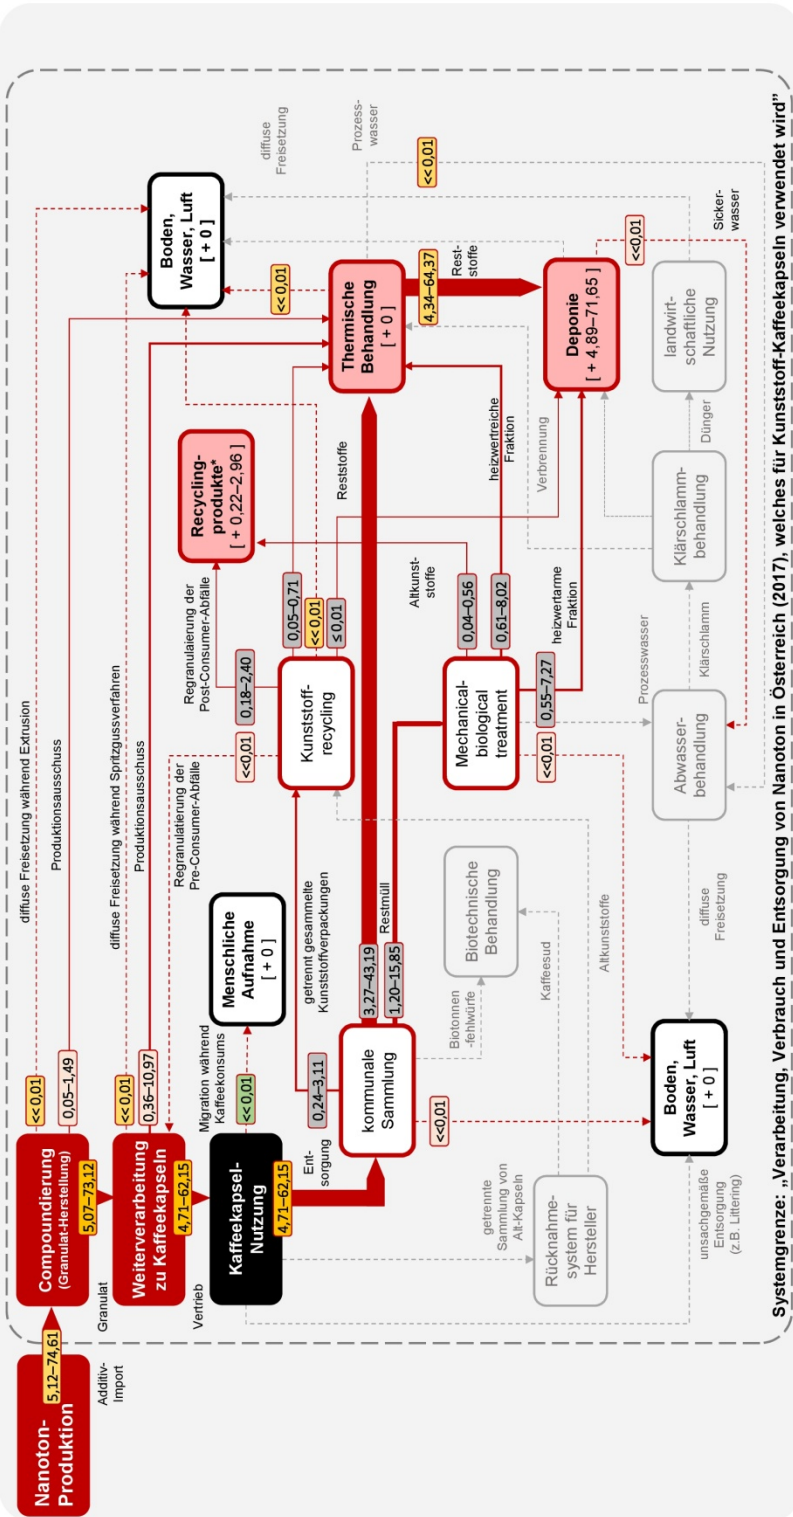 Nanoton-
Produktion
5,12–74,61
Additiv-
Import
Compoundierung
(Granulat-Herstellung)
5,07–73,12
Granulat
<< 0,01
diffuse Freisetzung während Extrusion
0,05–1,49
Produktionsausschuss
Weiterverarbeitung
zu Kaffeekapseln
4,71–62,15
Vertrieb
<< 0,01
diffuse Freisetzung während Spritzgussverfahren
0,36–10,97
Produktionsausschuss
Regranulatierung der
Pre-Consumer-Abfälle
<<0,01
Kaffeekapsel-
Nutzung
4,71–62,15
Migration während
Kaffeekonsums
<< 0,01
Menschliche
Aufnahme
[ + 0 ]
Ent-
sorgung
kommunale
Sammlung
0,24–3,11
getrennt gesammelte
Kunststoffverpackungen
3,27–43,19
1,20–15,85
Restmüll
<<0,01
Biotonnen
-fehlwürfe
Biotechnische
Behandlung
Kaffeesud
Altkunststoffe
getrennte
Sammlung von
Alt-Kapseln
Rücknahme-
system für
Hersteller
unsachgemäße
Entsorgung
(z.B. Littering)
Boden,
Wasser, Luft
[ + 0 ]
Kunststoff-
recycling
0,18–2,40
Regranulaierung der
Post-Consumer-Abfälle
0,05–0,71
<< 0,01
≤ 0,01
Recycling-
produkte*
[ + 0,22–2,96 ]
Reststoffe
Altkunst-
stoffe
Mechanical-
biological
treatment
0,04–0,56
0,61–8,02
heizwertreiche
Fraktion
0,55–7,27
heizwertarme
Fraktion
<<0,01
Verbrennung
Prozesswasser
Abwasser-
behandlung
diffuse
Freisetzung
Klärschlamm
Klärschlamm-
behandlung
Dünger
landwirt-
schaftliche
Nutzung
Thermische
Behandlung
[ + 0 ]
<< 0,01
4,34–64,37
Rest-
stoffe
Deponie
[ + 4,89–71,65 ]
<<0,01
Sicker-
wasser
Boden,
Wasser, Luft
[ + 0 ]
diffuse
Freisetzung
Prozess-
wasser
<< 0,01
Systemgrenze: „Verarbeitung, Verbrauch und Entsorgung von Nanoton in Österreich (2017), welches für Kunststoff-Kaffeekapseln verwendet wird”